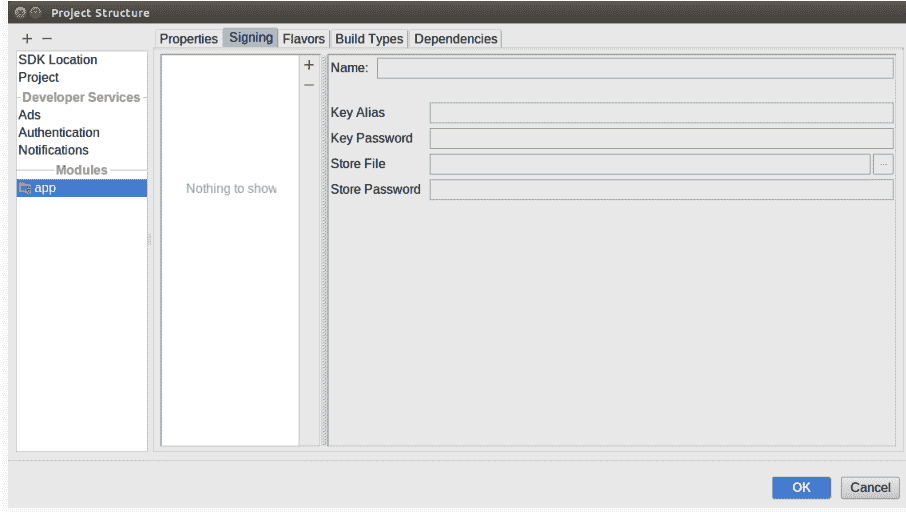 Project Structure
+ −
SDK Location
Project
Developer Services
Ads
Authentication
Notifications
Modules
app
Properties Signing Flavors Build Types Dependencies
+
−
Nothing to show
Name:
Key Alias
Key Password
Store File
...
Store Password
OK Cancel